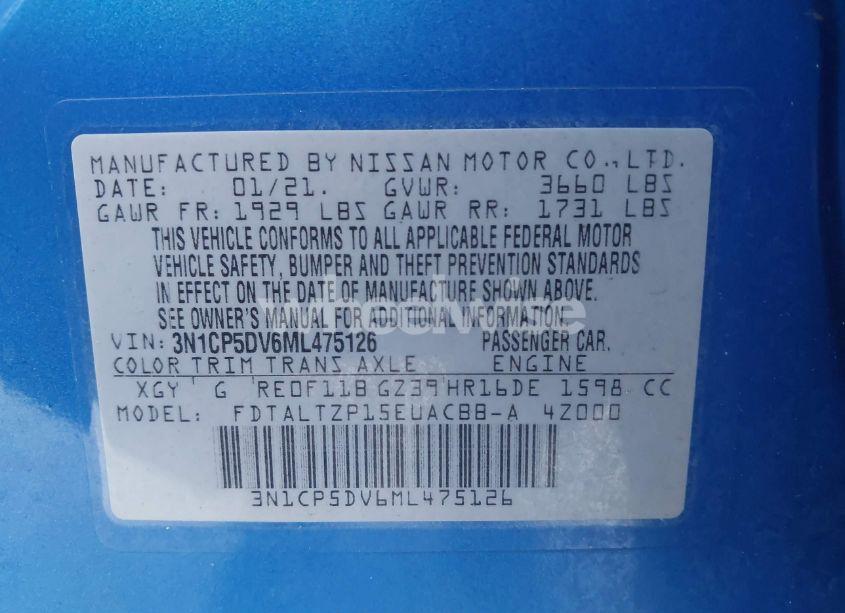 MANUFACTURED BY NISSAN MOTOR CO.,LTD.
DATE: 01/21. GVWR: 3660 LBS
GAWR FR: 1929 LBS GAWR RR: 1731 LBS
THIS VEHICLE CONFORMS TO ALL APPLICABLE FEDERAL MOTOR
VEHICLE SAFETY, BUMPER AND THEFT PREVENTION STANDARDS
IN EFFECT ON THE DATE OF MANUFACTURE SHOWN ABOVE.
SEE OWNER'S MANUAL FOR ADDITIONAL INFORMATION.
wheelwise
VIN: 3N1CP5DV6ML475126 PASSENGER CAR.
COLOR TRIM TRANS AXLE ENGINE
XGY G RE0F11B GZ39 HR16DE 1598 CC
MODEL: FDTALTZP15EUACBB-A 4Z000
3N1CP5DV6ML475126